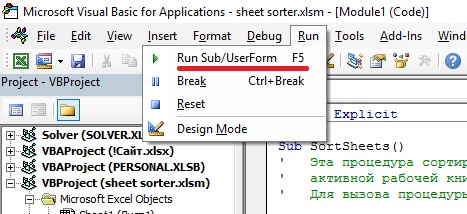 Microsoft Visual Basic for Applications - sheet sorter.xlsm - [Module1 (Code)]
File Edit View Insert Format Debug Run Tools Add-Ins
Run Sub/UserForm F5
Break Ctrl+Break
Reset
Design Mode
Project - VBProject
Explicit
Solver (SOLVER.XL
VBAProject (!Сайт.xlsx)
VBAProject (PERSONAL.XLSB)
VBProject (sheet sorter.xlsm)
Microsoft Excel Objects
Sub SortSheets()
' Эта процедура сортир
' активной рабочей кни
' Для вызова процедуры